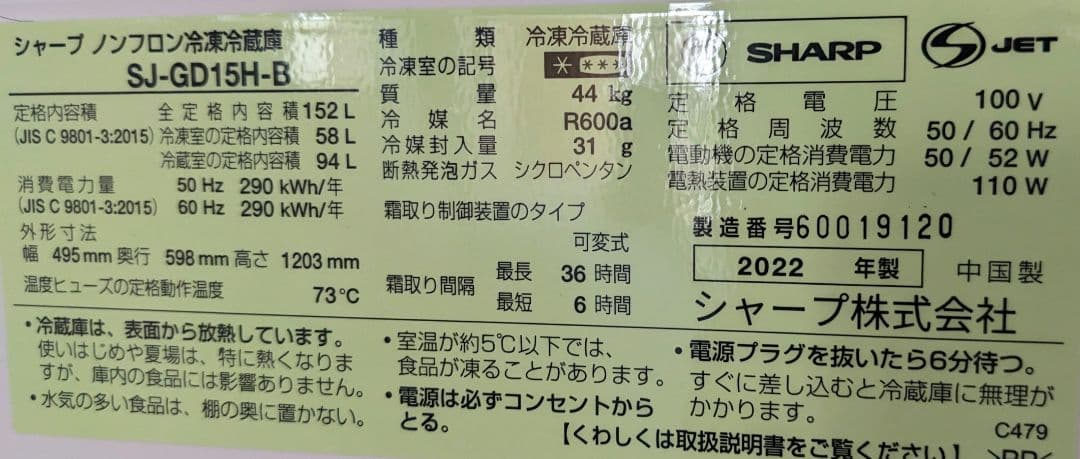 シャープ ノンフロン冷凍冷蔵庫
SJ-GD15H-B
定格内容積 全定格内容積 152 L
(JIS C 9801-3:2015) 冷凍室の定格内容積 58 L
冷蔵室の定格内容積 94 L
消費電力量 50 Hz 290 kWh/年
(JIS C 9801-3:2015) 60 Hz 290 kWh/年
外形寸法
幅 495 mm 奥行 598 mm 高さ 1203 mm
温度ヒューズの定格動作温度 73℃
種類 冷凍冷蔵庫
冷凍室の記号 * ***
質量 44 kg
冷媒名 R600a
冷媒封入量 31 g
断熱発泡ガス シクロペンタン
霜取り制御装置のタイプ
可変式
霜取り間隔 最長 36 時間
最短 6 時間
SHARP
JET
定格電圧 100 V
定格周波数 50 / 60 Hz
電動機の定格消費電力 50 / 52 W
電熱装置の定格消費電力 110 W
製造番号 60019120
2022 年製 中国製
シャープ株式会社
・冷蔵庫は、表面から放熱しています。
使いはじめや夏場は、特に熱くなりま
すが、庫内の食品には影響ありません。
・水気の多い食品は、棚の奥に置かない。
・室温が約5℃以下では、
食品が凍ることがあります。
・電源は必ずコンセントから
とる。
・電源プラグを抜いたら6分待つ。
すぐに差し込むと冷蔵庫に無理が
かかります。
C479
【くわしくは取扱説明書をご覧ください】